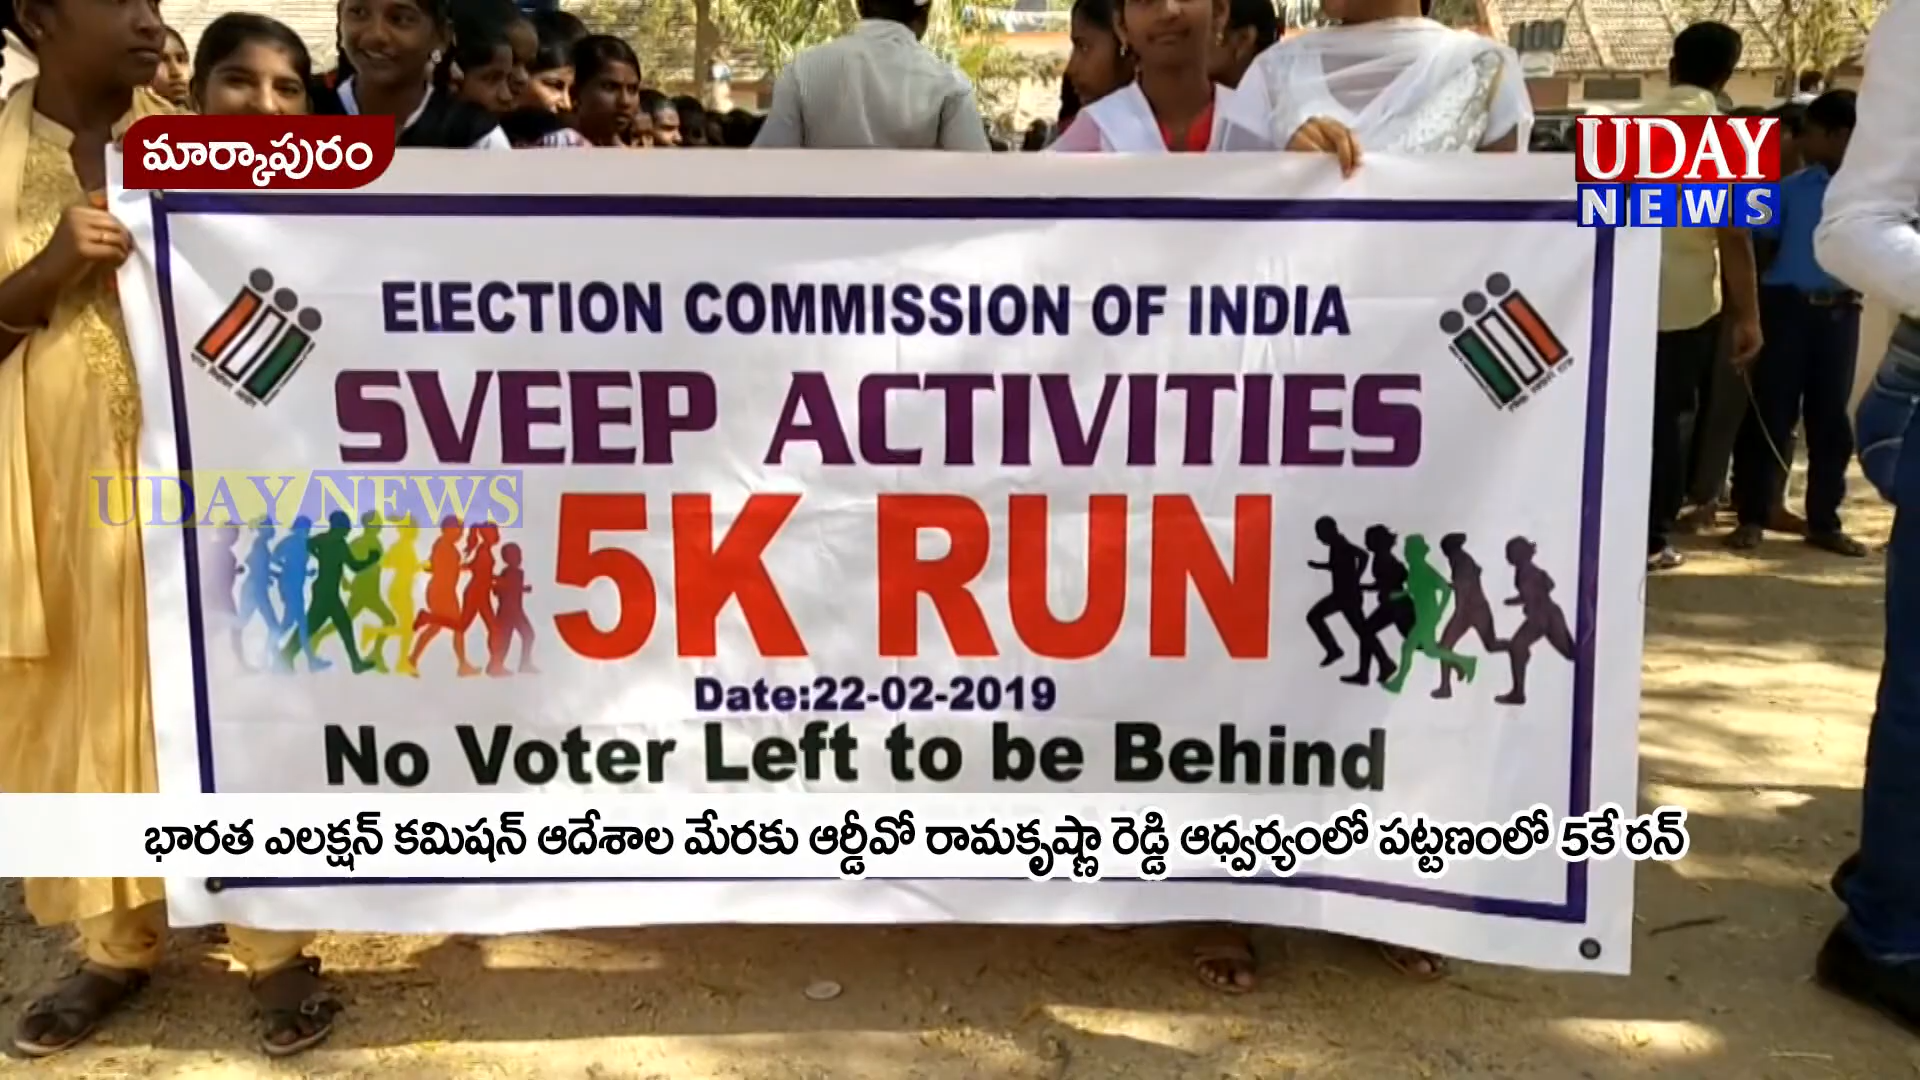 మార్కాపురం
UDAY
NEWS
ELECTION COMMISSION OF INDIA
SVEEP ACTIVITIES
UDAY NEWS
5K RUN
Date:22-02-2019
No Voter Left to be Behind
భారత ఎలక్షన్ కమిషన్ ఆదేశాల మేరకు ఆర్డీవో రామకృష్ణా రెడ్డి ఆధ్వర్యంలో పట్టణంలో 5కే రన్